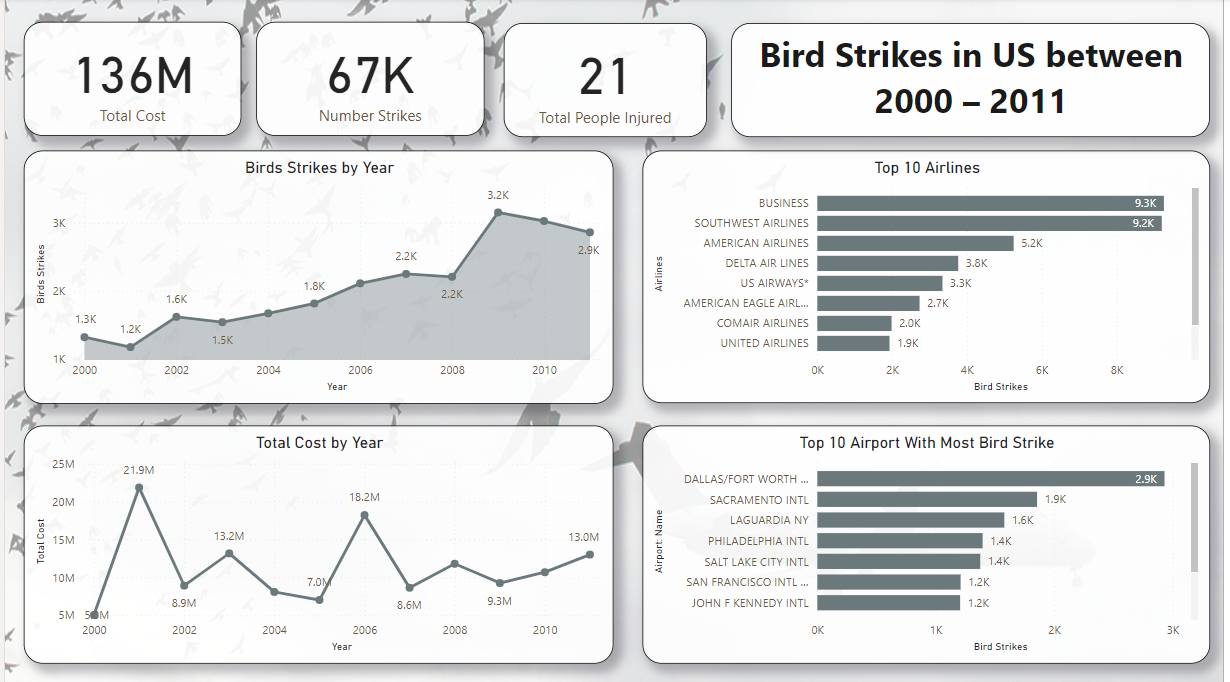 136M
Total Cost
67K
Number Strikes
21
Total People Injured
Bird Strikes in US between
2000 – 2011
Birds Strikes by Year
Birds Strikes
3K
2K
1K
1.3K
1.2K
1.6K
1.5K
1.8K
2.2K
2.2K
3.2K
2.9K
2000
2002
2004
2006
2008
2010
Year
Top 10 Airlines
Airlines
BUSINESS 9.3K
SOUTHWEST AIRLINES 9.2K
AMERICAN AIRLINES 5.2K
DELTA AIR LINES 3.8K
US AIRWAYS* 3.3K
AMERICAN EAGLE AIRL... 2.7K
COMAIR AIRLINES 2.0K
UNITED AIRLINES 1.9K
0K 2K 4K 6K 8K
Bird Strikes
Total Cost by Year
Total Cost
25M
20M
15M
10M
5M
5.0M
21.9M
8.9M
13.2M
7.0M
18.2M
8.6M
9.3M
13.0M
2000 2002 2004 2006 2008 2010
Year
Top 10 Airport With Most Bird Strike
Airport: Name
DALLAS/FORT WORTH ... 2.9K
SACRAMENTO INTL 1.9K
LAGUARDIA NY 1.6K
PHILADELPHIA INTL 1.4K
SALT LAKE CITY INTL 1.4K
SAN FRANCISCO INTL ... 1.2K
JOHN F KENNEDY INTL 1.2K
0K 1K 2K 3K
Bird Strikes